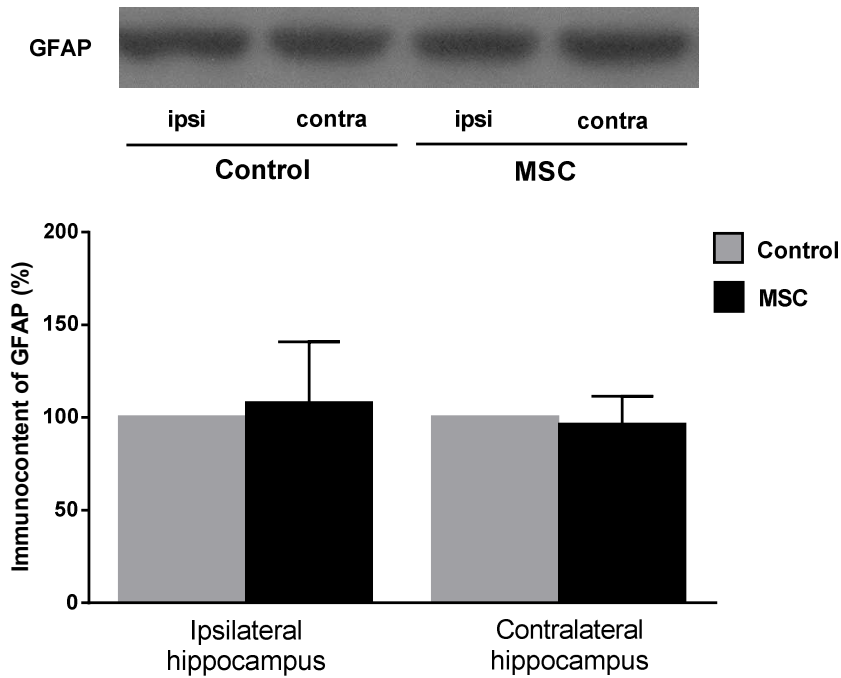 GFAP
ipsi contra ipsi contra
Control MSC
200
150
100
50
0
Immunocontent of GFAP (%)
Control
MSC
Ipsilateral
hippocampus
Contralateral
hippocampus